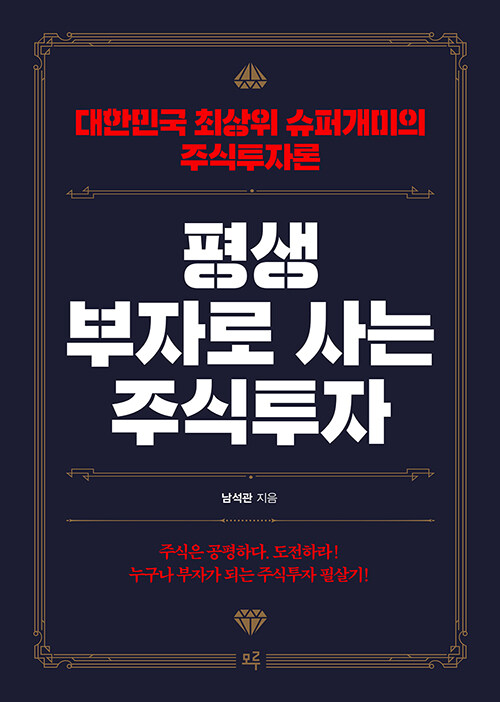 대한민국 최상위 슈퍼개미의
주식투자론
평생
부자로 사는
주식투자
남석관 지음
주식은 공평하다. 도전하라!
누구나 부자가 되는 주식투자 필살기!
모루